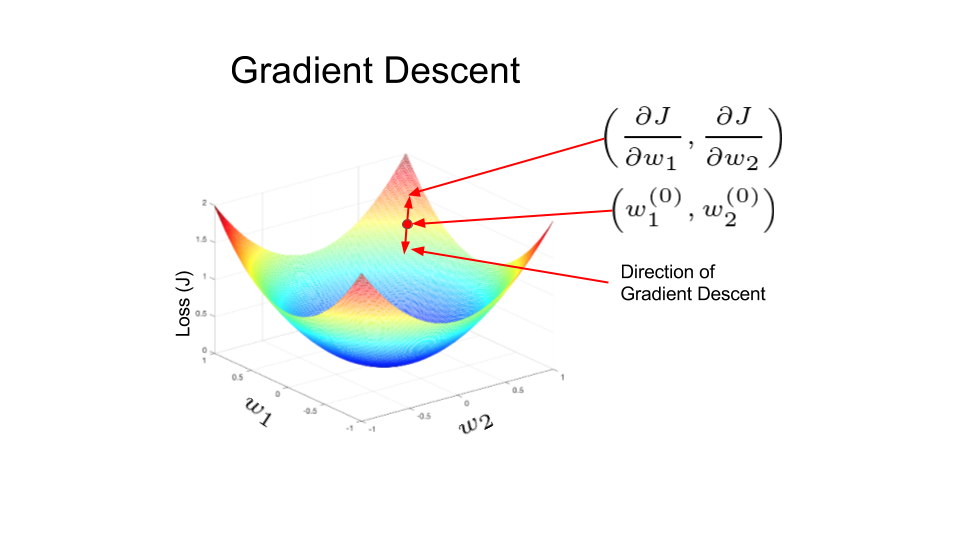 Gradient Descent
(∂J/∂w₁, ∂J/∂w₂)
(w₁⁽⁰⁾, w₂⁽⁰⁾)
Direction of
Gradient Descent
Loss (J)
2
1.5
1
0.5
0
1
0.5
0
-0.5
-1
w₁
-1
-0.5
0
0.5
1
w₂